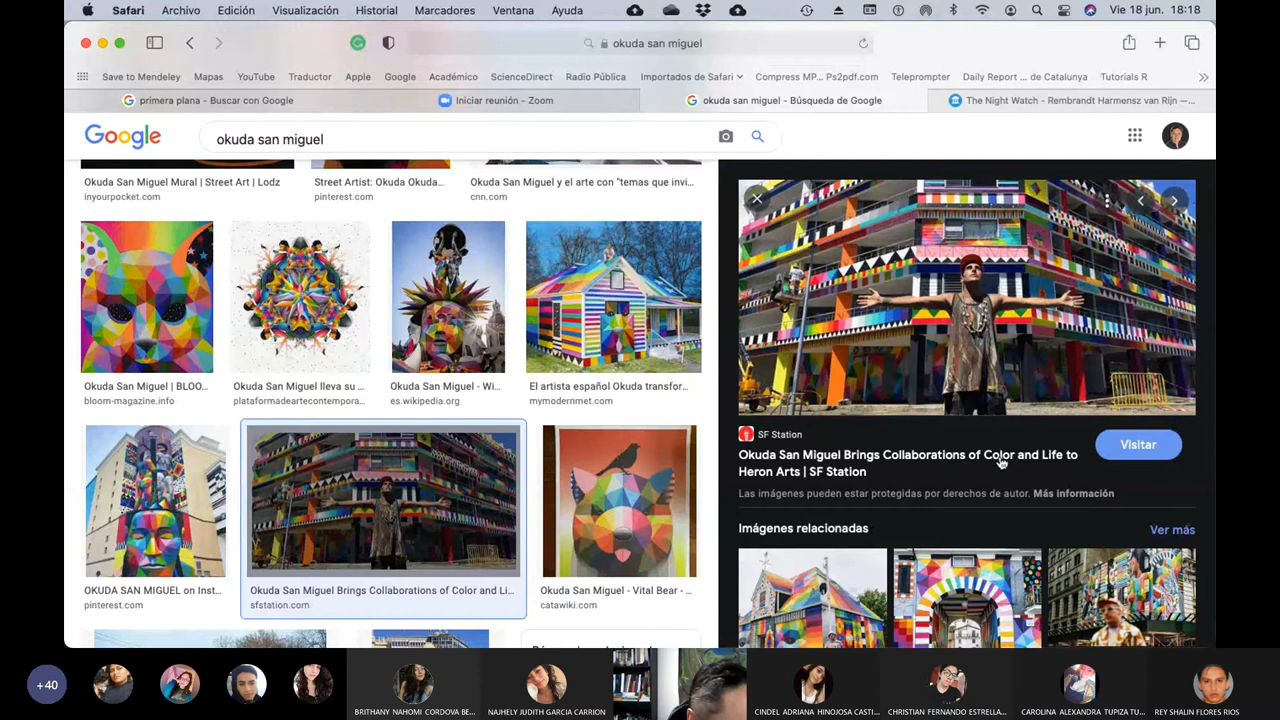 Safari Archivo Edición Visualización Historial Marcadores Ventana Ayuda Vie 18 jun. 18:18
okuda san miguel
Save to Mendeley Mapas YouTube Traductor Apple Google Académico ScienceDirect Radio Pública Importados de Safari Compress MP... Ps2pdf.com Teleprompter Daily Report ... de Catalunya Tutorials R
primera plana - Buscar con Google Iniciar reunión - Zoom okuda san miguel - Búsqueda de Google The Night Watch - Rembrandt Harmensz van Rijn —...
Google okuda san miguel
Okuda San Miguel Mural | Street Art | Lodz
inyourpocket.com
Street Artist: Okuda Okuda...
pinterest.com
Okuda San Miguel y el arte con "temas que invi...
cnn.com
Okuda San Miguel | BLOO...
bloom-magazine.info
Okuda San Miguel lleva su ...
plataformadeartecontempora...
Okuda San Miguel - Wi...
es.wikipedia.org
El artista español Okuda transfor...
mymodernmet.com
OKUDA SAN MIGUEL on Inst...
pinterest.com
Okuda San Miguel Brings Collaborations of Color and Li...
sfstation.com
Okuda San Miguel - Vital Bear - ...
catawiki.com
SF Station
Okuda San Miguel Brings Collaborations of Color and Life to
Heron Arts | SF Station
Visitar
Las imágenes pueden estar protegidas por derechos de autor. Más información
Imágenes relacionadas
Ver más
+40
BRITHANY NAHOMI CORDOVA BE...
NAJHELY JUDITH GARCIA CARRION
CINDEL ADRIANA HINOJOSA CASTI...
CHRISTIAN FERNANDO ESTRELLA...
CAROLINA ALEXANDRA TUPIZA TU...
REY SHALIN FLORES RIOS